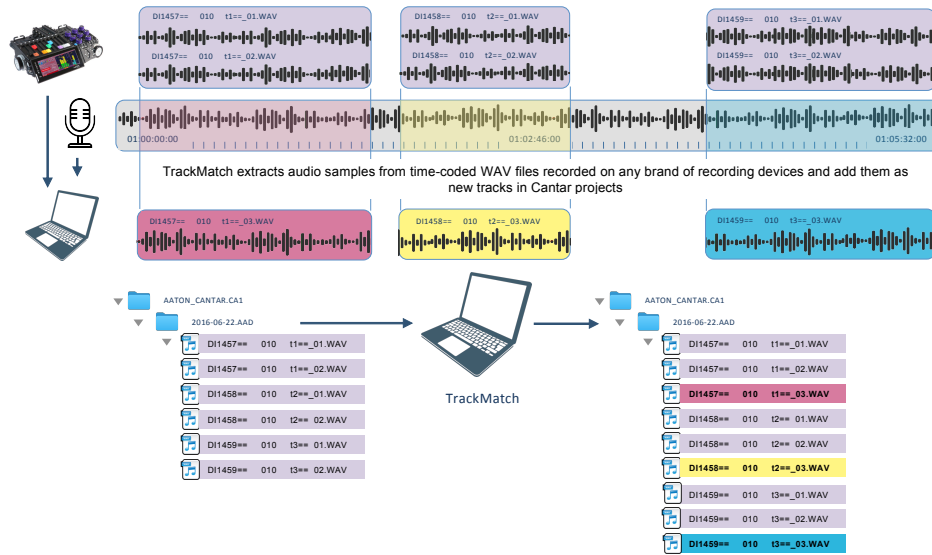 DI1457== 010 t1==_01.WAV
DI1457== 010 t1==_02.WAV
DI1458== 010 t2==_01.WAV
DI1458== 010 t2==_02.WAV
DI1459== 010 t3==_01.WAV
DI1459== 010 t3==_02.WAV
01:00:00:00
01:02:46:00
01:05:32:00
TrackMatch extracts audio samples from time-coded WAV files recorded on any brand of recording devices and add them as
new tracks in Cantar projects
DI1457== 010 t1==_03.WAV
DI1458== 010 t2==_03.WAV
DI1459== 010 t3==_03.WAV
AATON_CANTAR.CA1
2016-06-22.AAD
DI1457== 010 t1==_01.WAV
DI1457== 010 t1==_02.WAV
DI1458== 010 t2==_01.WAV
DI1458== 010 t2== 02.WAV
DI1459== 010 t3== 01.WAV
DI1459== 010 t3== 02.WAV
TrackMatch
AATON_CANTAR.CA1
2016-06-22.AAD
DI1457== 010 t1==_01.WAV
DI1457== 010 t1==_02.WAV
DI1457== 010 t1==_03.WAV
DI1458== 010 t2== 01.WAV
DI1458== 010 t2== 02.WAV
DI1458== 010 t2==_03.WAV
DI1459== 010 t3==_01.WAV
DI1459== 010 t3==_02.WAV
DI1459== 010 t3==_03.WAV